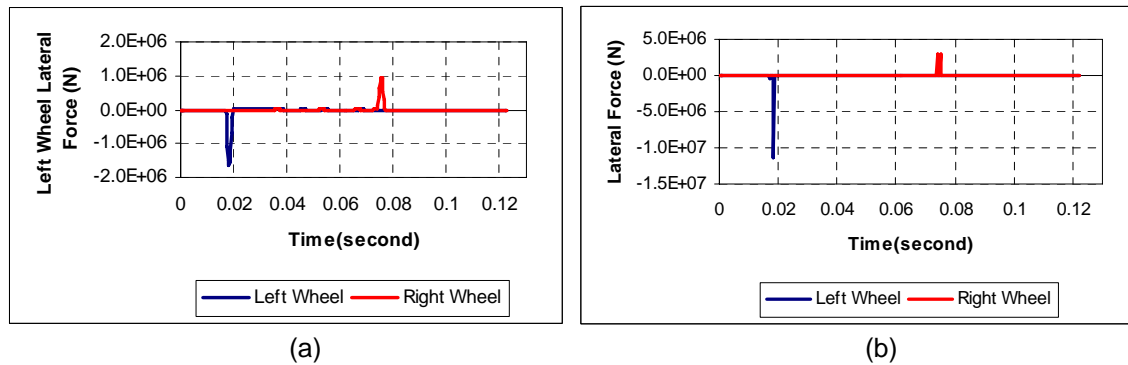 Left Wheel Lateral
Force (N)
2.0E+06
1.0E+06
0.0E+00
-1.0E+06
-2.0E+06
0 0.02 0.04 0.06 0.08 0.1 0.12
Time(second)
Left Wheel Right Wheel
(a)
Lateral Force (N)
5.0E+06
0.0E+00
-5.0E+06
-1.0E+07
-1.5E+07
0 0.02 0.04 0.06 0.08 0.1 0.12
Time(second)
Left Wheel Right Wheel
(b)